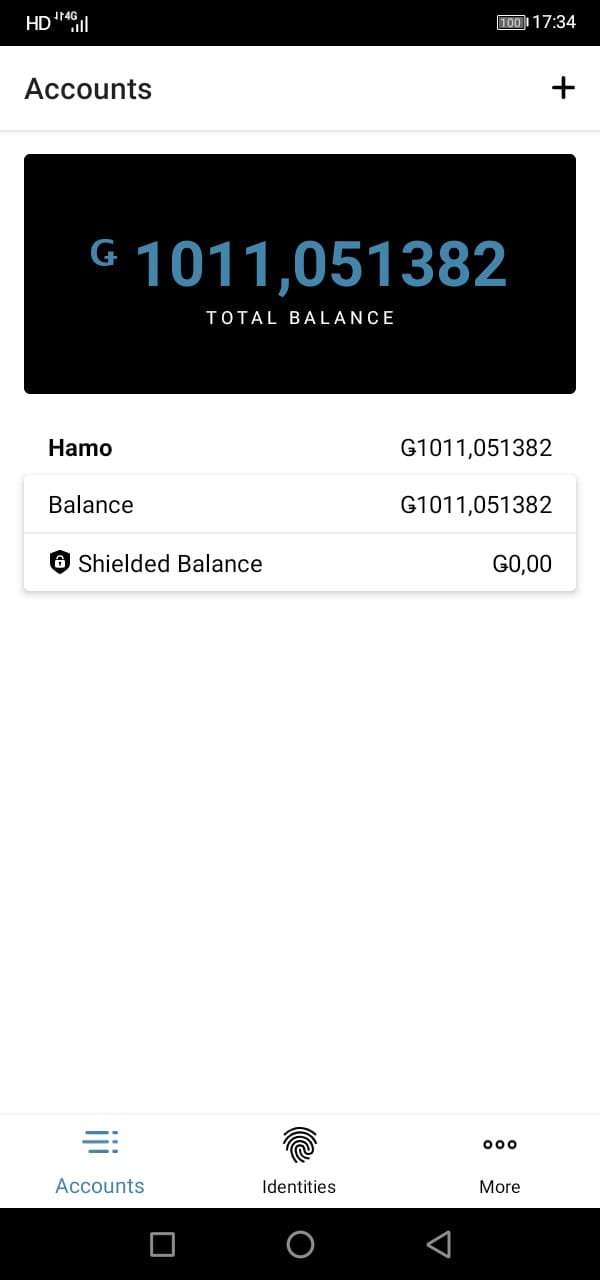 HD 4G 100 17:34
Accounts
Ǥ 1011,051382
TOTAL BALANCE
Hamo Ǥ1011,051382
Balance Ǥ1011,051382
Shielded Balance Ǥ0,00
Accounts Identities More